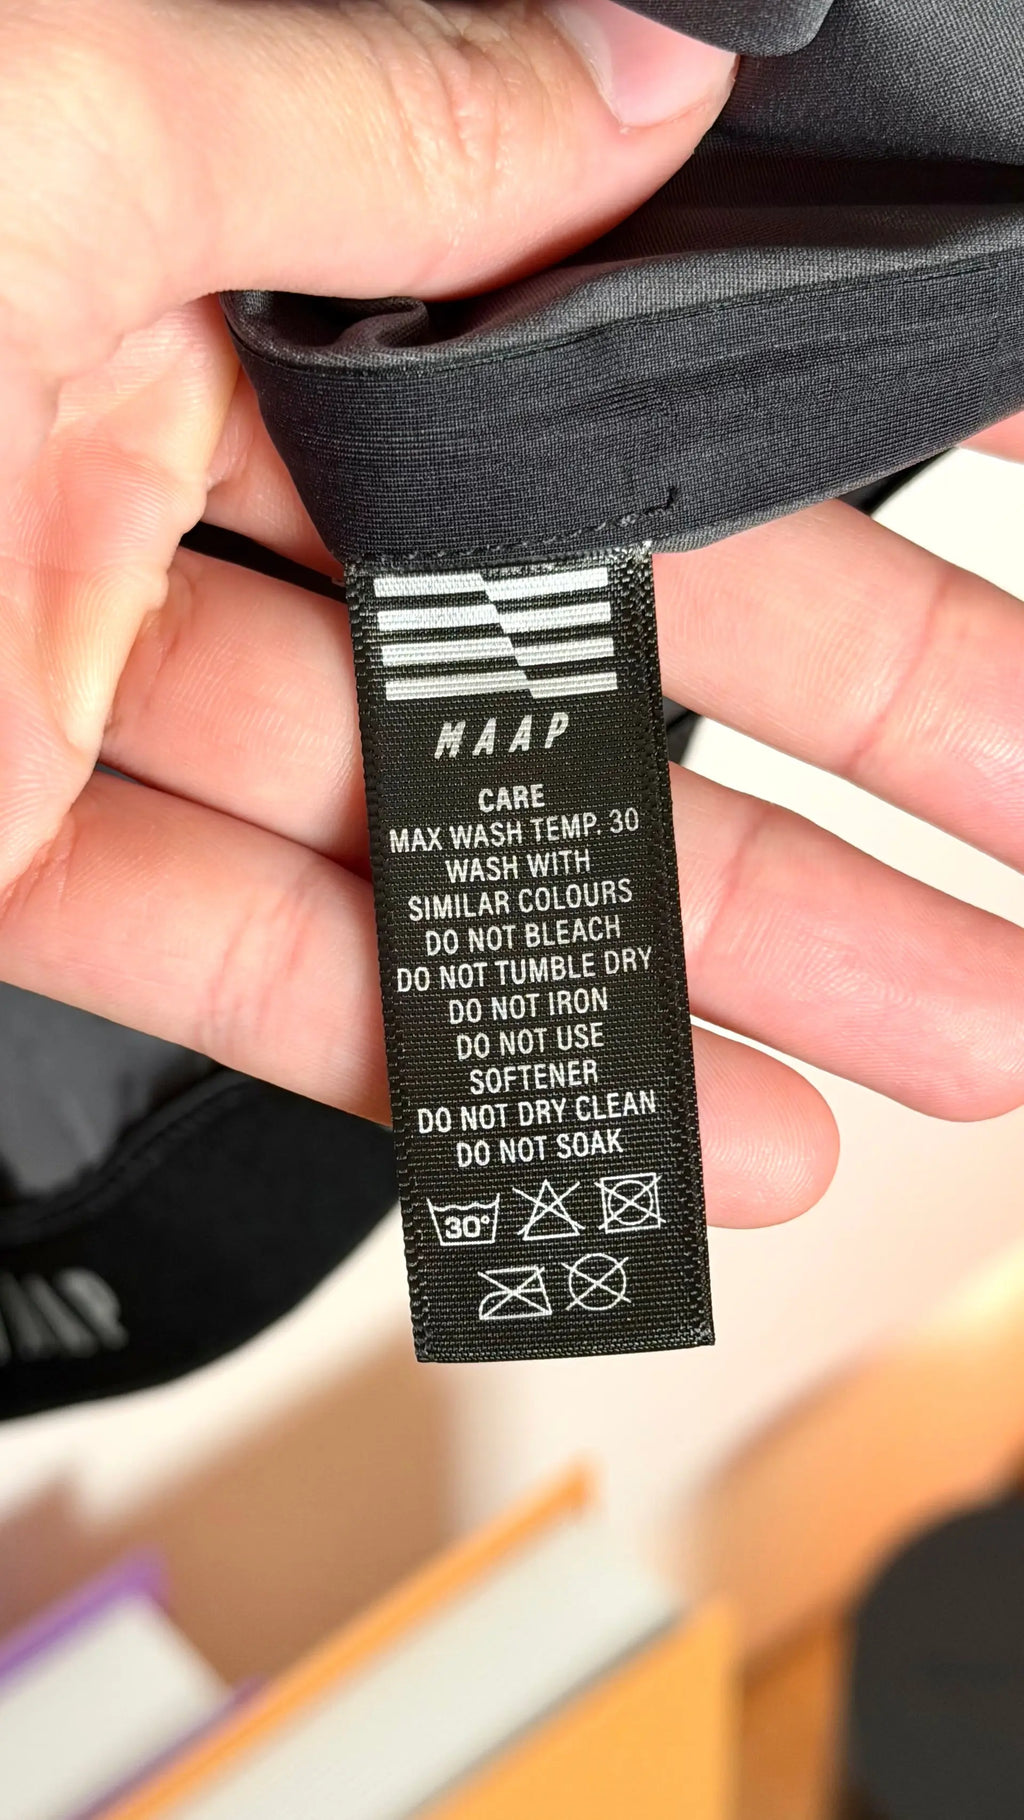 MAAP
CARE
MAX WASH TEMP. 30
WASH WITH
SIMILAR COLOURS
DO NOT BLEACH
DO NOT TUMBLE DRY
DO NOT IRON
DO NOT USE
SOFTENER
DO NOT DRY CLEAN
DO NOT SOAK
30°